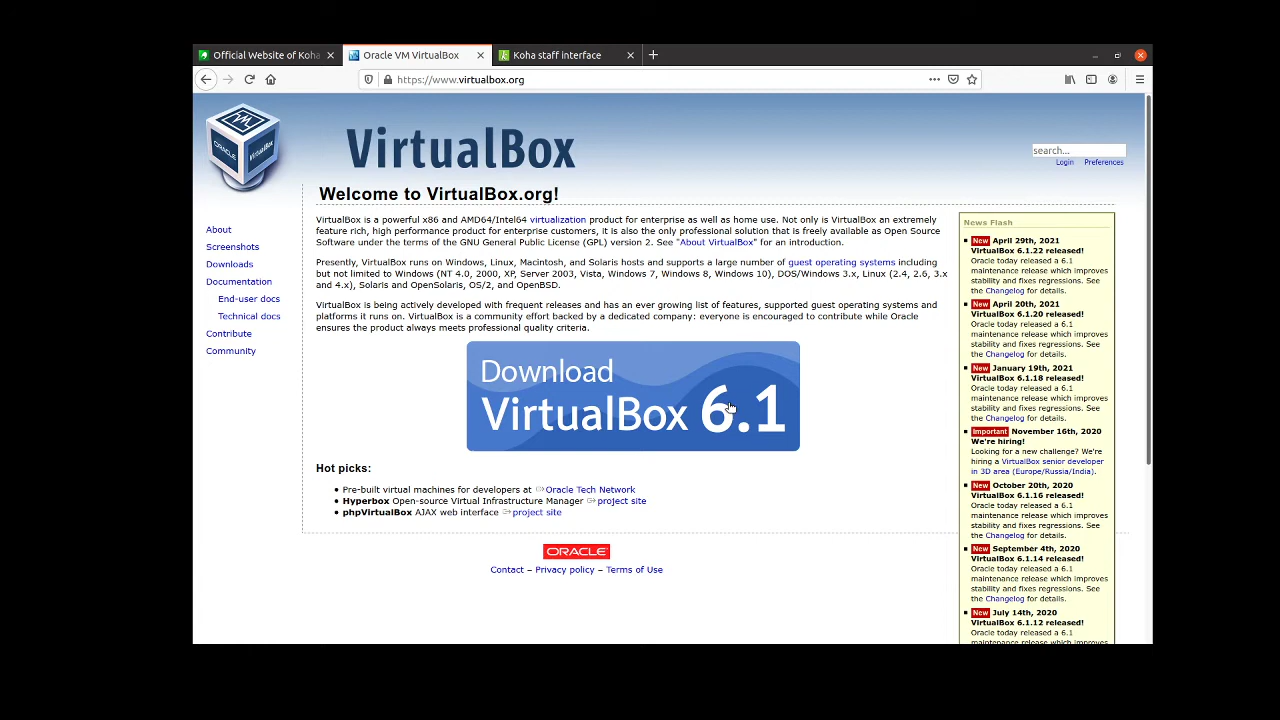 Official Website of Koha
Oracle VM VirtualBox
Koha staff interface
https://www.virtualbox.org
ORACLE
VirtualBox
search...
Login Preferences
Welcome to VirtualBox.org!
VirtualBox is a powerful x86 and AMD64/Intel64 virtualization product for enterprise as well as home use. Not only is VirtualBox an extremely
feature rich, high performance product for enterprise customers, it is also the only professional solution that is freely available as Open Source
Software under the terms of the GNU General Public License (GPL) version 2. See "About VirtualBox" for an introduction.
Presently, VirtualBox runs on Windows, Linux, Macintosh, and Solaris hosts and supports a large number of guest operating systems including
but not limited to Windows (NT 4.0, 2000, XP, Server 2003, Vista, Windows 7, Windows 8, Windows 10), DOS/Windows 3.x, Linux (2.4, 2.6, 3.x
and 4.x), Solaris and OpenSolaris, OS/2, and OpenBSD.
VirtualBox is being actively developed with frequent releases and has an ever growing list of features, supported guest operating systems and
platforms it runs on. VirtualBox is a community effort backed by a dedicated company: everyone is encouraged to contribute while Oracle
ensures the product always meets professional quality criteria.
About
Screenshots
Downloads
Documentation
End-user docs
Technical docs
Contribute
Community
Download
VirtualBox 6.1
Hot picks:
Pre-built virtual machines for developers at Oracle Tech Network
Hyperbox Open-source Virtual Infrastructure Manager project site
phpVirtualBox AJAX web interface project site
ORACLE
Contact – Privacy policy – Terms of Use
News Flash
New April 29th, 2021
VirtualBox 6.1.22 released!
Oracle today released a 6.1
maintenance release which improves
stability and fixes regressions. See
the Changelog for details.
New April 20th, 2021
VirtualBox 6.1.20 released!
Oracle today released a 6.1
maintenance release which improves
stability and fixes regressions. See
the Changelog for details.
New January 19th, 2021
VirtualBox 6.1.18 released!
Oracle today released a 6.1
maintenance release which improves
stability and fixes regressions. See
the Changelog for details.
Important November 16th, 2020
We're hiring!
Looking for a new challenge? We're
hiring a VirtualBox senior developer
in 3D area (Europe/Russia/India).
New October 20th, 2020
VirtualBox 6.1.16 released!
Oracle today released a 6.1
maintenance release which improves
stability and fixes regressions. See
the Changelog for details.
New September 4th, 2020
VirtualBox 6.1.14 released!
Oracle today released a 6.1
maintenance release which improves
stability and fixes regressions. See
the Changelog for details.
New July 14th, 2020
VirtualBox 6.1.12 released!
Oracle today released a 6.1
maintenance release which improves